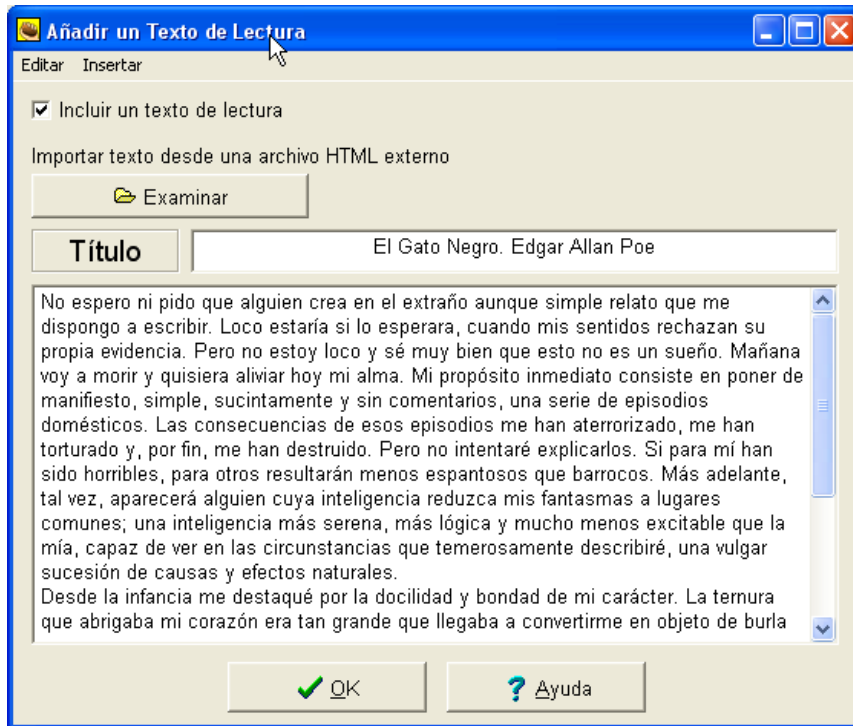 Añadir un Texto de Lectura
Editar Insertar
Incluir un texto de lectura
Importar texto desde una archivo HTML externo
Examinar
Título
El Gato Negro. Edgar Allan Poe
No espero ni pido que alguien crea en el extraño aunque simple relato que me
dispongo a escribir. Loco estaría si lo esperara, cuando mis sentidos rechazan su
propia evidencia. Pero no estoy loco y sé muy bien que esto no es un sueño. Mañana
voy a morir y quisiera aliviar hoy mi alma. Mi propósito inmediato consiste en poner de
manifiesto, simple, sucintamente y sin comentarios, una serie de episodios
domésticos. Las consecuencias de esos episodios me han aterrorizado, me han
torturado y, por fin, me han destruido. Pero no intentaré explicarlos. Si para mí han
sido horribles, para otros resultarán menos espantosos que barrocos. Más adelante,
tal vez, aparecerá alguien cuya inteligencia reduzca mis fantasmas a lugares
comunes; una inteligencia más serena, más lógica y mucho menos excitable que la
mía, capaz de ver en las circunstancias que temerosamente describiré, una vulgar
sucesión de causas y efectos naturales.
Desde la infancia me destaqué por la docilidad y bondad de mi carácter. La ternura
que abrigaba mi corazón era tan grande que llegaba a convertirme en objeto de burla
OK
Ayuda